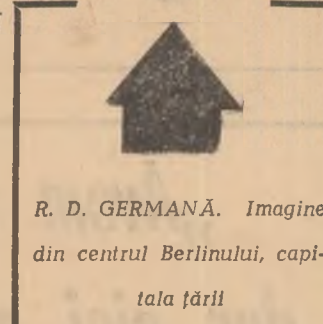 R. D. GERMANĂ. Imagine
din centrul Berlinului, capi-
tala țării